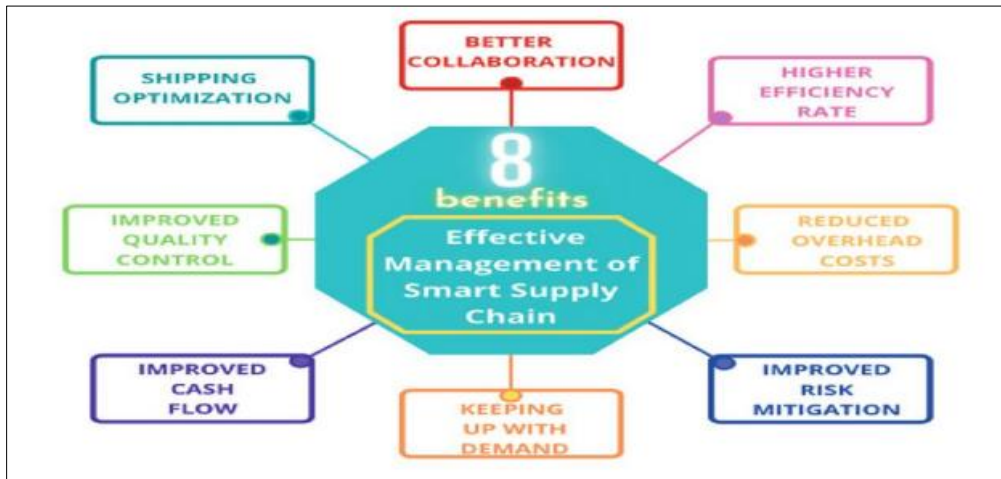 BETTER
COLLABORATION
SHIPPING
OPTIMIZATION
HIGHER
EFFICIENCY
RATE
8
benefits
Effective
Management of
Smart Supply
Chain
IMPROVED
QUALITY
CONTROL
REDUCED
OVERHEAD
COSTS
IMPROVED
CASH
FLOW
KEEPING
UP WITH
DEMAND
IMPROVED
RISK
MITIGATION